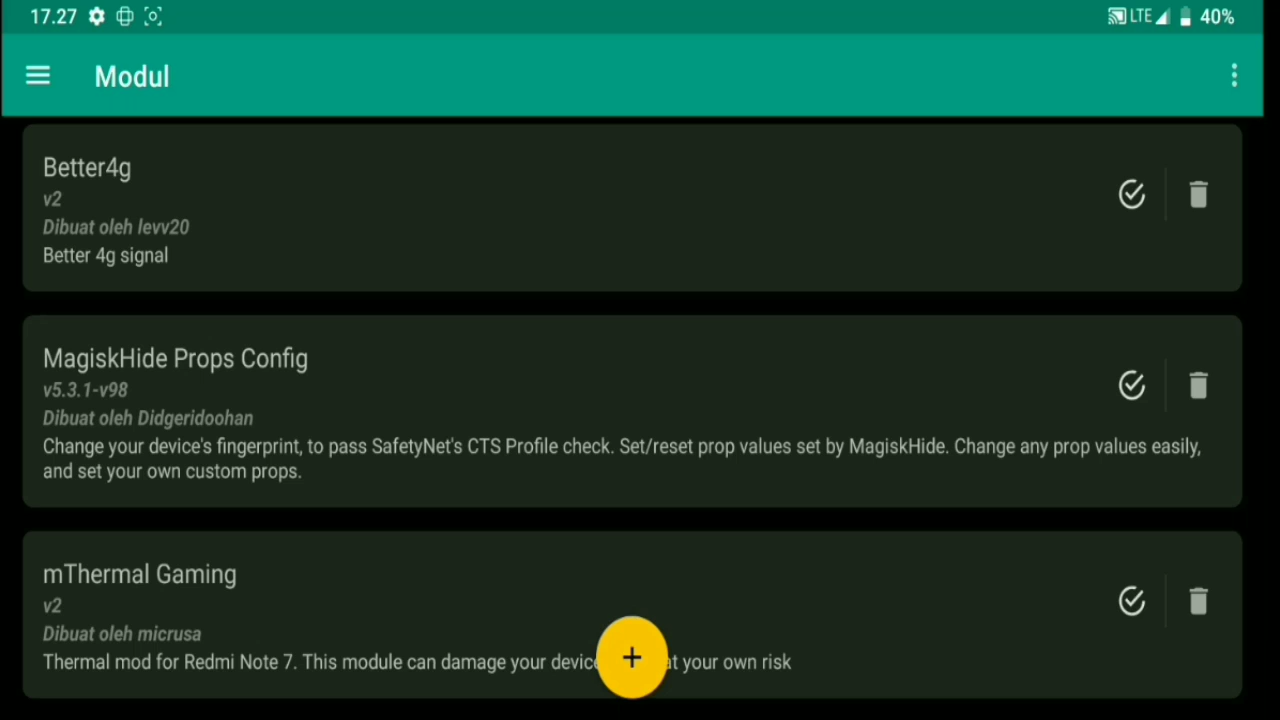 17.27 LTE 40%
Modul
Better4g
v2
Dibuat oleh levv20
Better 4g signal
MagiskHide Props Config
v5.3.1-v98
Dibuat oleh Didgeridoohan
Change your device's fingerprint, to pass SafetyNet's CTS Profile check. Set/reset prop values set by MagiskHide. Change any prop values easily,
and set your own custom props.
mThermal Gaming
v2
Dibuat oleh micrusa
Thermal mod for Redmi Note 7. This module can damage your device at your own risk